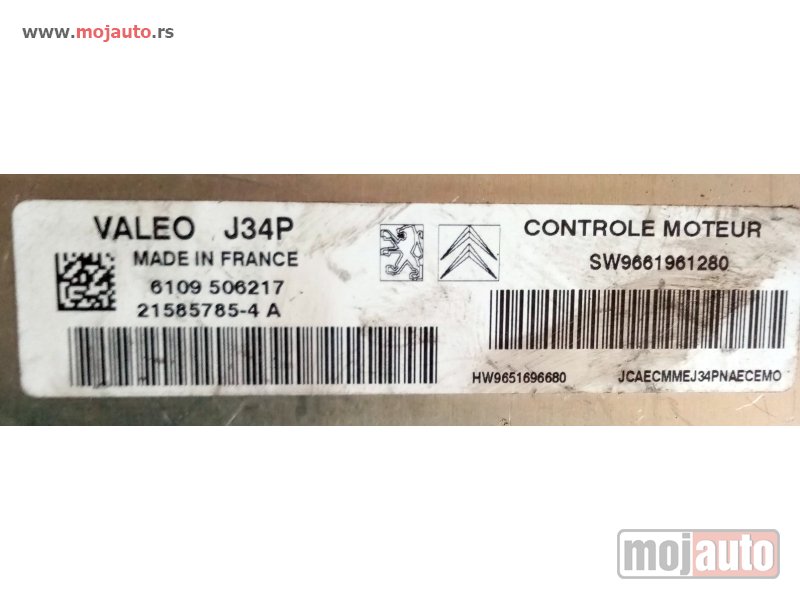 www.mojauto.rs
VALEO J34P
MADE IN FRANCE
6109 506217
21585785-4 A
CONTROLE MOTEUR
SW9661961280
HW9651696680
JCAECMMEJ34PNAECEMO
mojauto